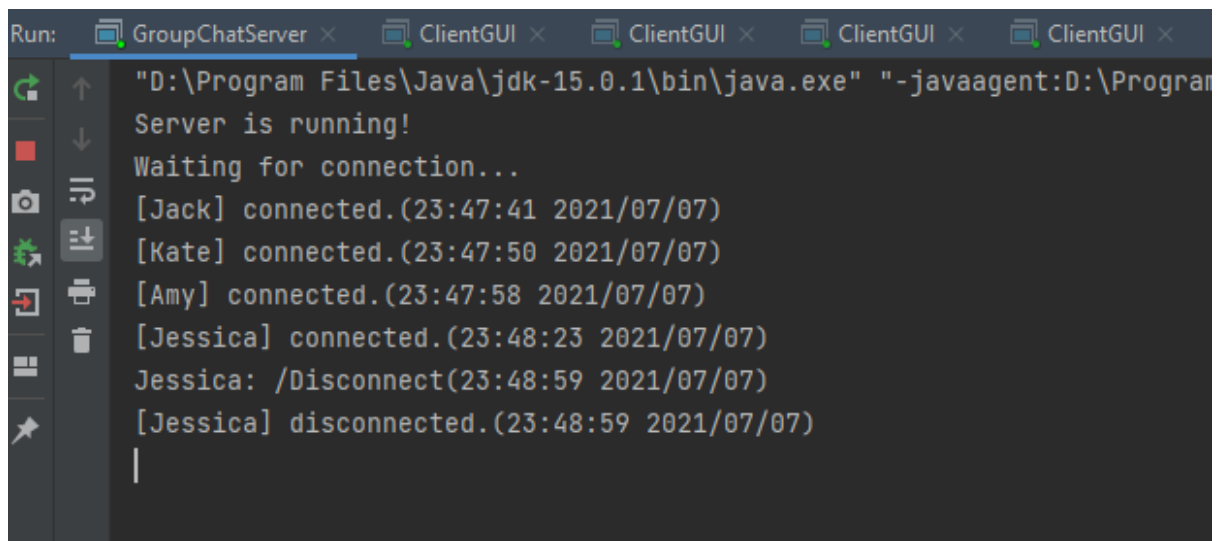 Run: GroupChatServer × ClientGUI × ClientGUI × ClientGUI × ClientGUI ×
"D:\Program Files\Java\jdk-15.0.1\bin\java.exe" "-javaagent:D:\Program
Server is running!
Waiting for connection...
[Jack] connected.(23:47:41 2021/07/07)
[Kate] connected.(23:47:50 2021/07/07)
[Amy] connected.(23:47:58 2021/07/07)
[Jessica] connected.(23:48:23 2021/07/07)
Jessica: /Disconnect(23:48:59 2021/07/07)
[Jessica] disconnected.(23:48:59 2021/07/07)